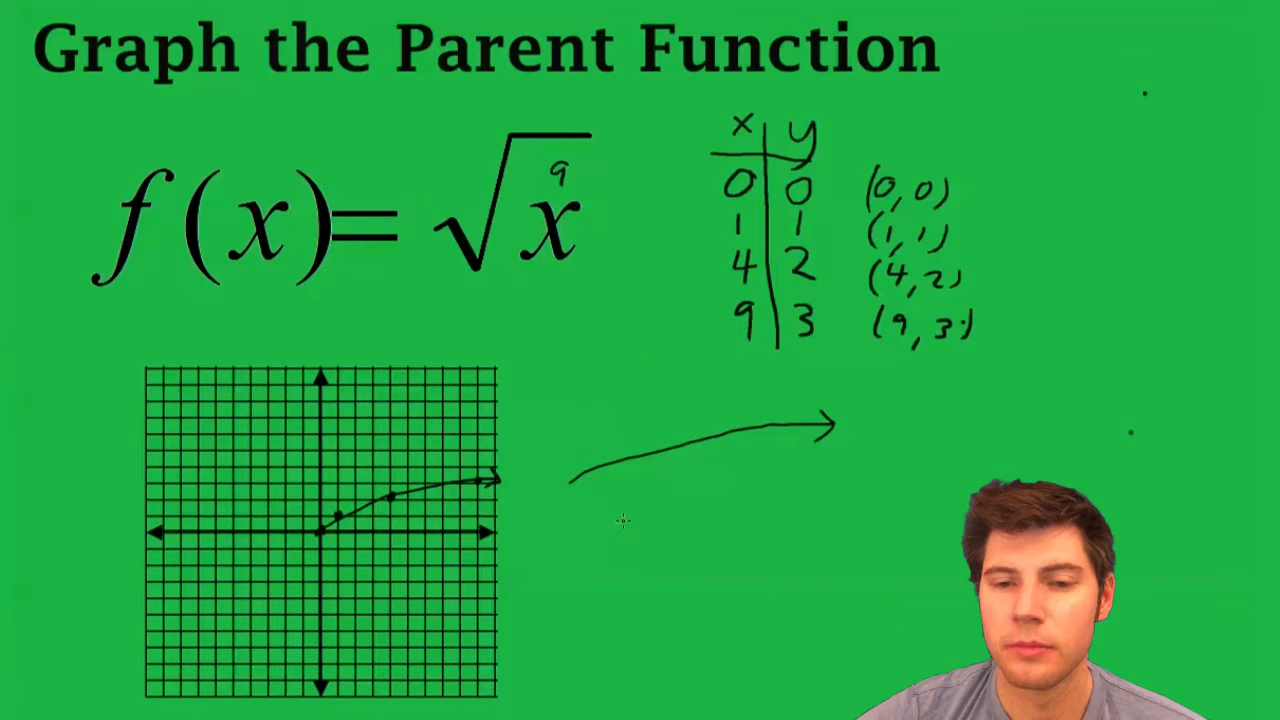 Graph the Parent Function
f(x)= √x
9
x | y
0 | 0 (0, 0)
1 | 1 (1, 1)
4 | 2 (4, 2)
9 | 3 (9, 3)